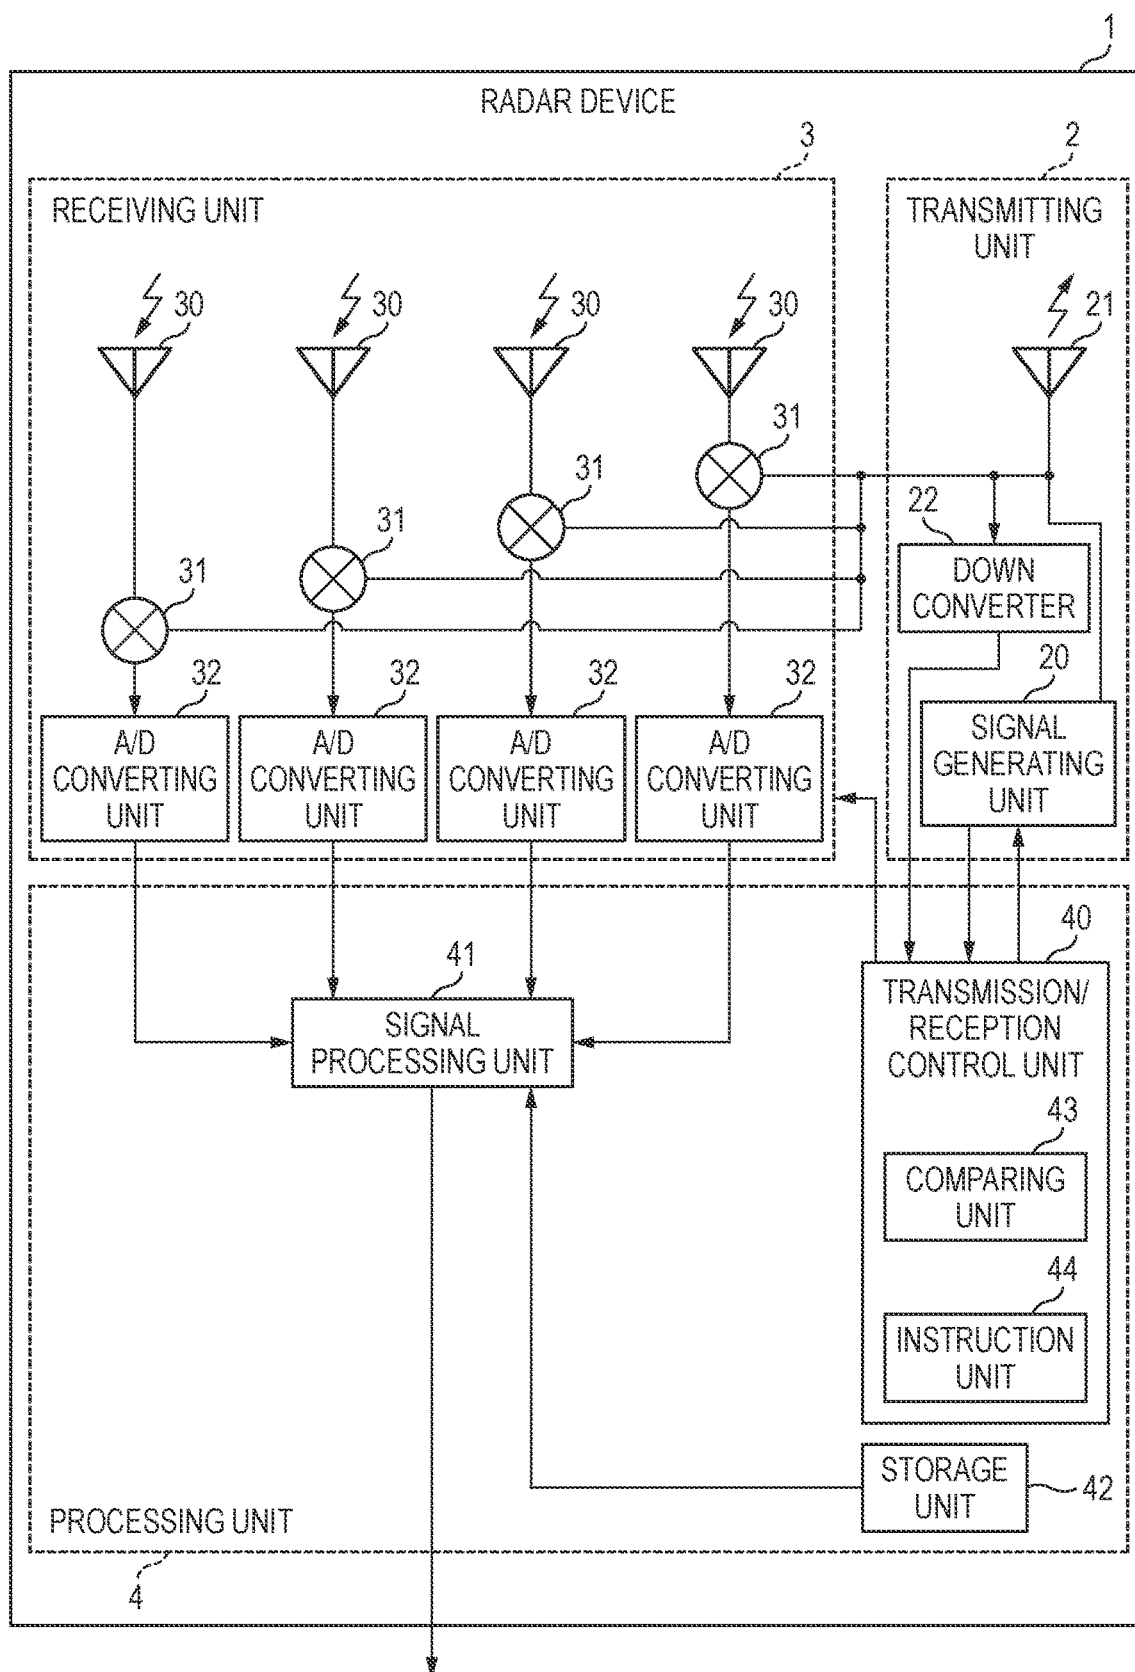 1
RADAR DEVICE
3
2
RECEIVING UNIT
TRANSMITTING
UNIT
30
30
30
30
21
31
31
31
31
22
DOWN
CONVERTER
32
32
32
32
20
A/D
CONVERTING
UNIT
A/D
CONVERTING
UNIT
A/D
CONVERTING
UNIT
A/D
CONVERTING
UNIT
SIGNAL
GENERATING
UNIT
41
SIGNAL
PROCESSING UNIT
40
TRANSMISSION/
RECEPTION
CONTROL UNIT
43
COMPARING
UNIT
44
INSTRUCTION
UNIT
STORAGE
UNIT
42
PROCESSING UNIT
4